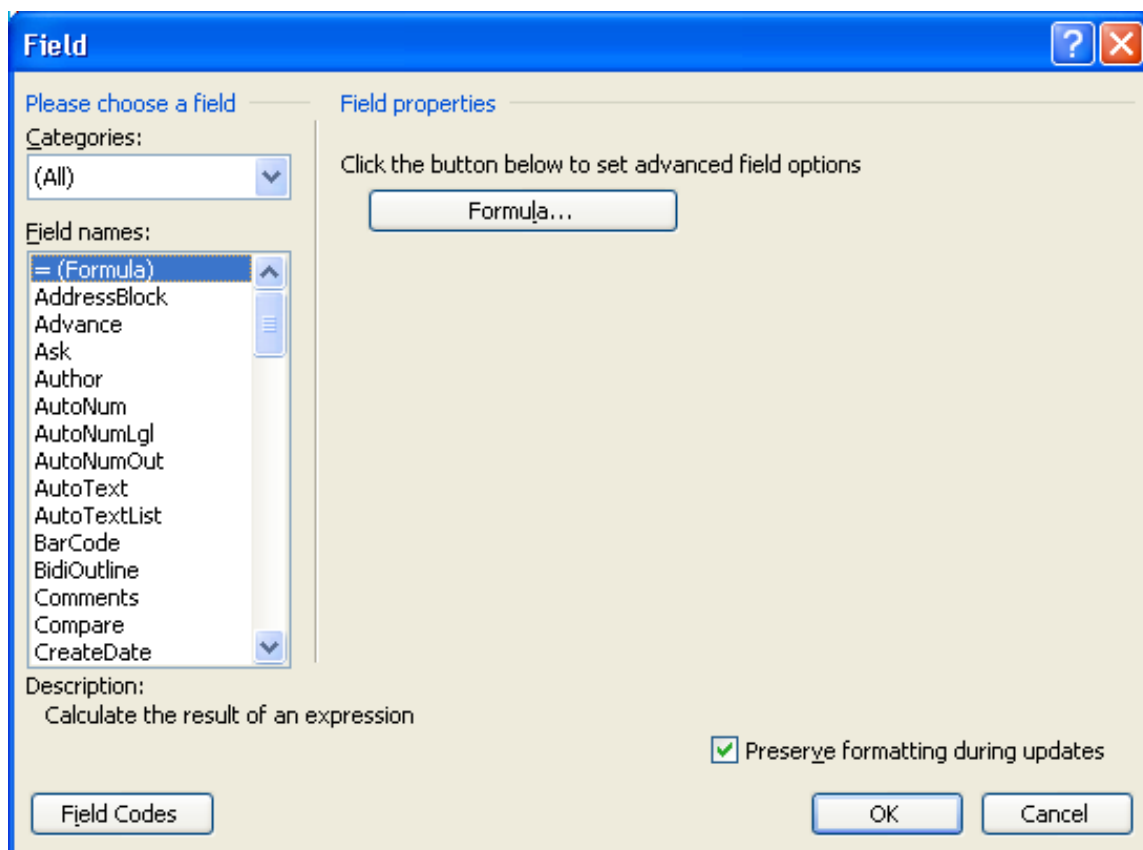 Field
Please choose a field
Categories:
(All)
Field names:
= (Formula)
AddressBlock
Advance
Ask
Author
AutoNum
AutoNumLgl
AutoNumOut
AutoText
AutoTextList
BarCode
BidiOutline
Comments
Compare
CreateDate
Field properties
Click the button below to set advanced field options
Formula...
Description:
Calculate the result of an expression
Preserve formatting during updates
Field Codes
OK
Cancel